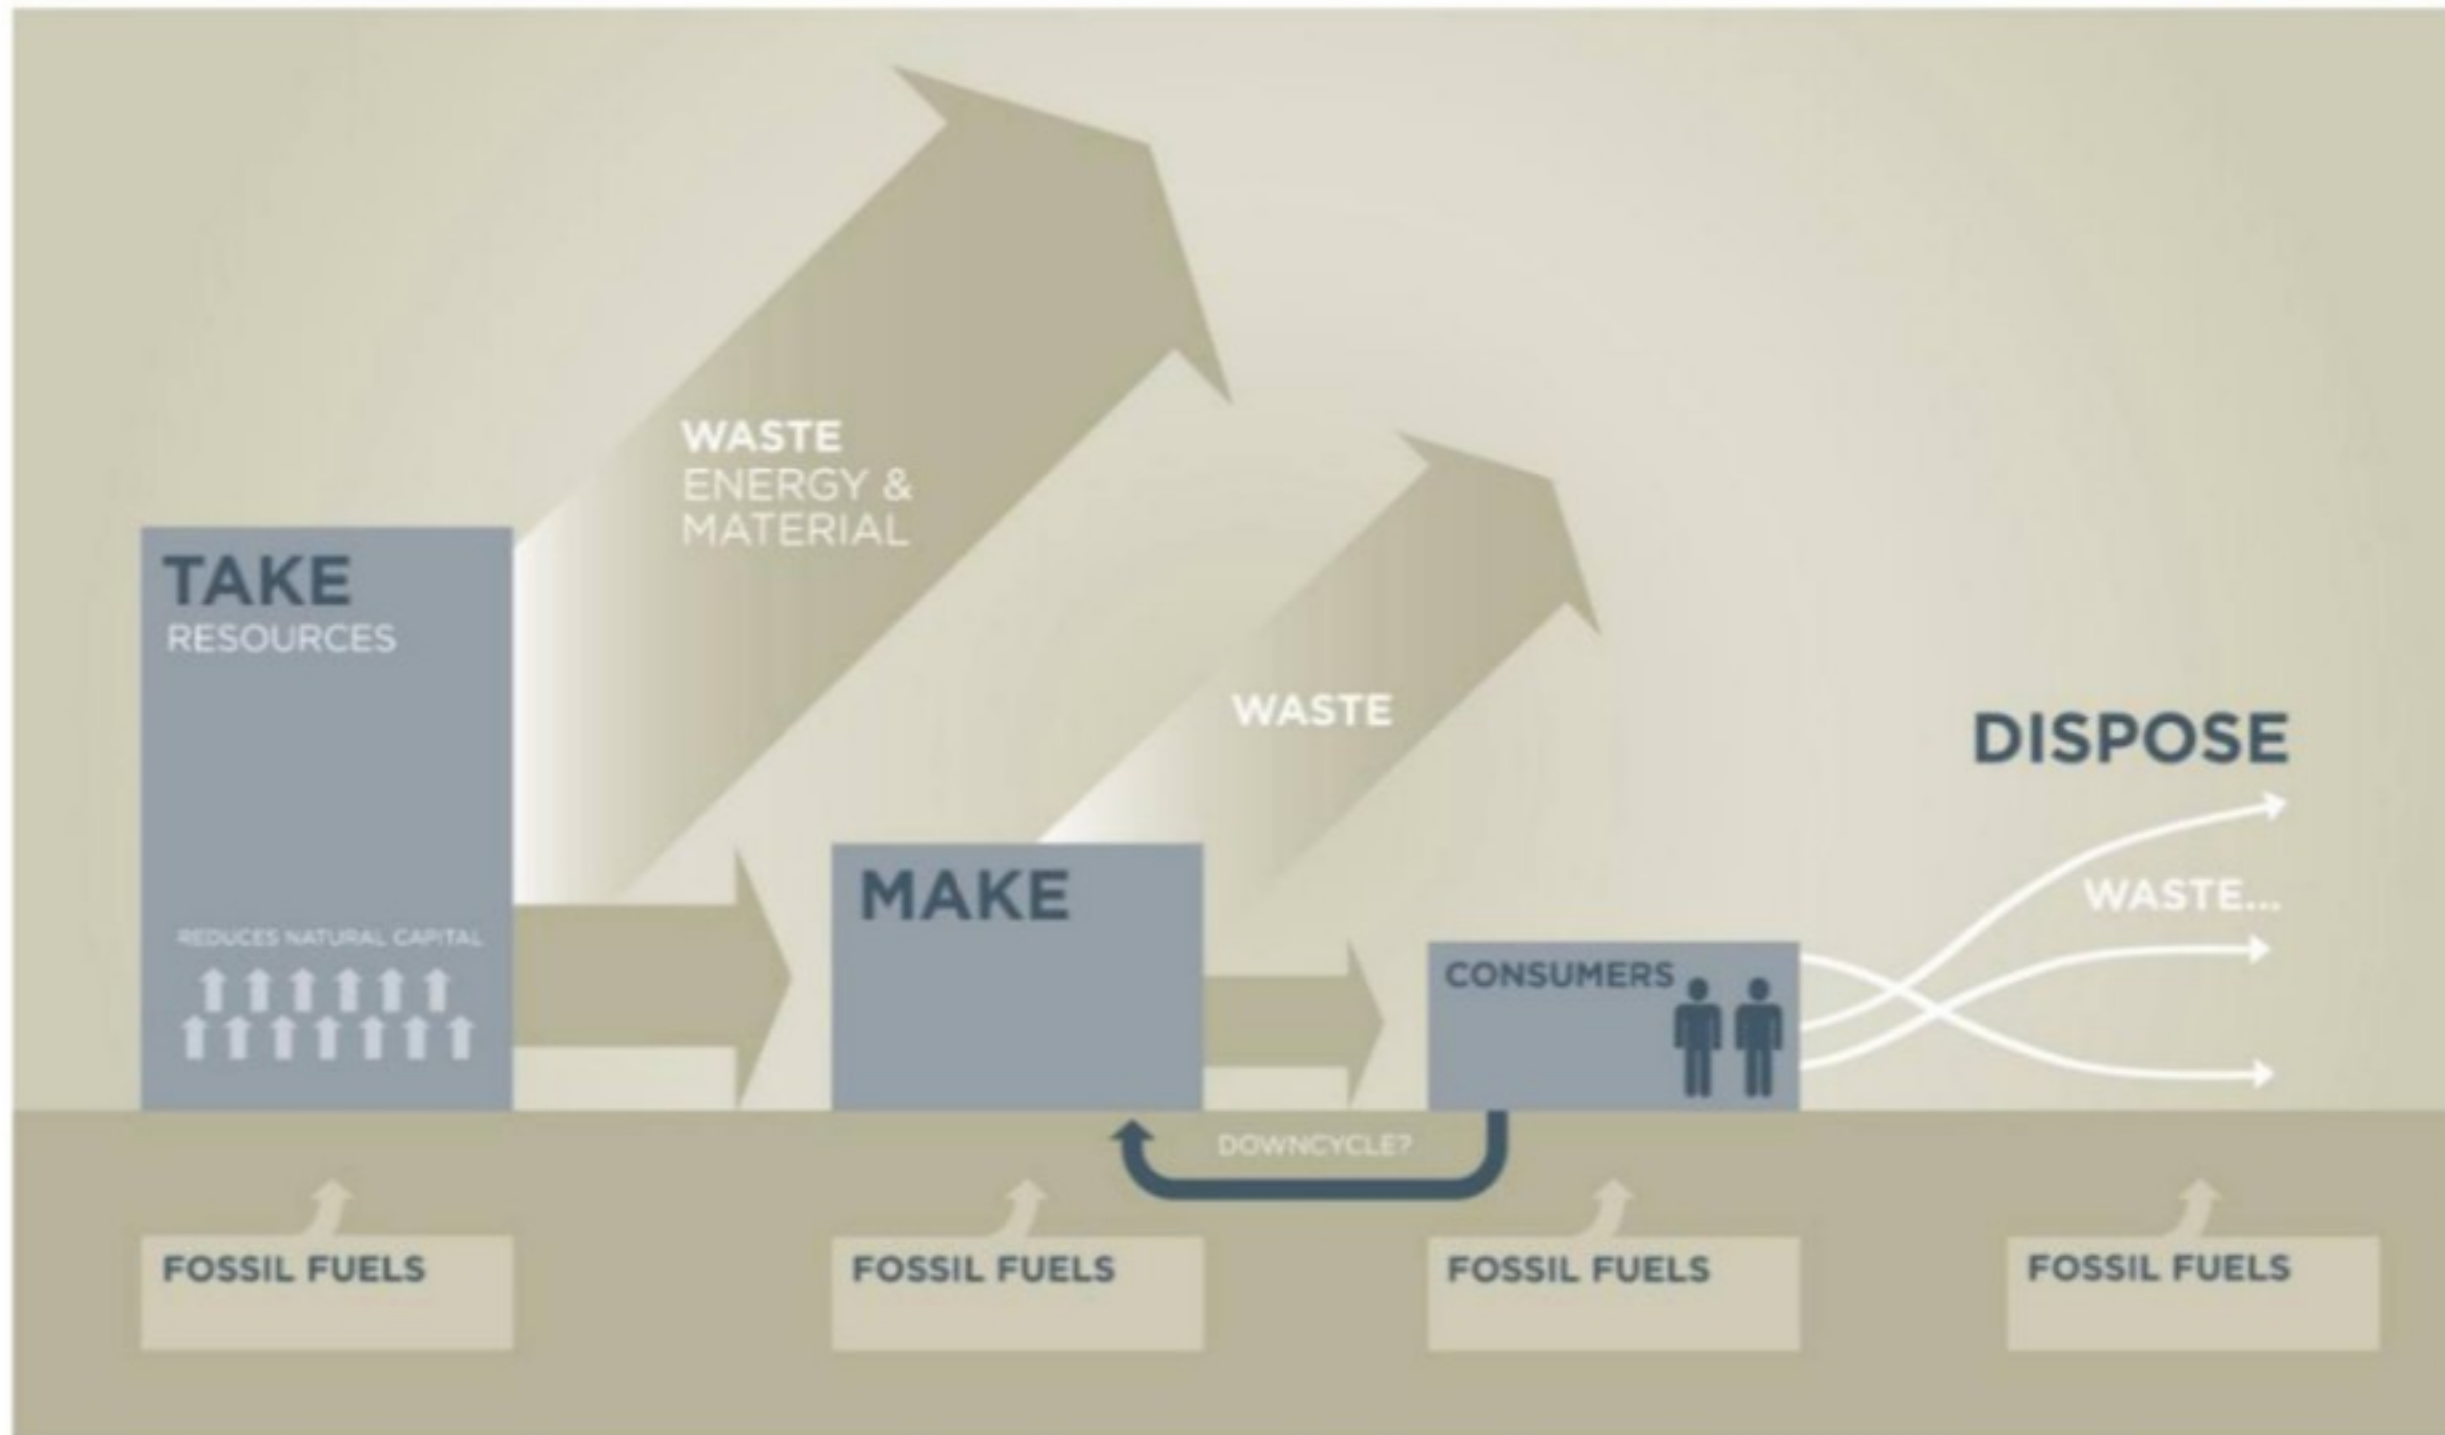 WASTE
ENERGY &
MATERIAL
TAKE
RESOURCES
REDUCES NATURAL CAPITAL
WASTE
MAKE
CONSUMERS
DISPOSE
WASTE...
DOWNCYCLE?
FOSSIL FUELS
FOSSIL FUELS
FOSSIL FUELS
FOSSIL FUELS